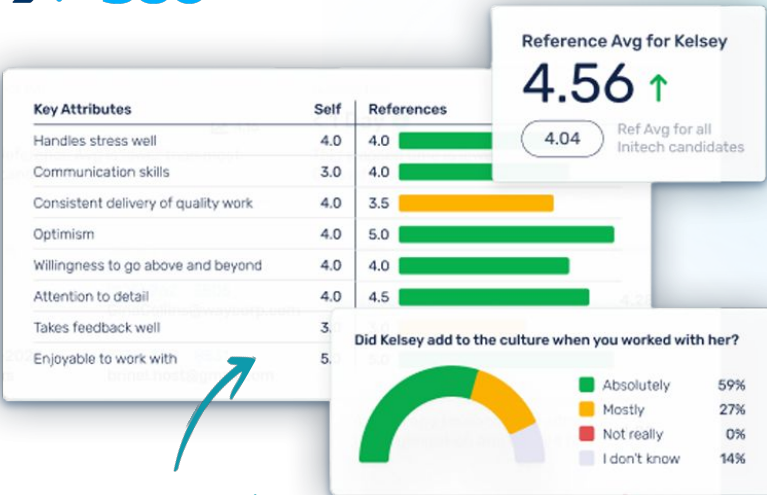 Reference Avg for Kelsey
4.56 ↑
4.04
Ref Avg for all
Initech candidates
Key Attributes Self References
Handles stress well 4.0 4.0
Communication skills 3.0 4.0
Consistent delivery of quality work 4.0 3.5
Optimism 4.0 5.0
Willingness to go above and beyond 4.0 4.0
Attention to detail 4.0 4.5
Takes feedback well 3.
Enjoyable to work with 5.
Did Kelsey add to the culture when you worked with her?
Absolutely 59%
Mostly 27%
Not really 0%
I don't know 14%